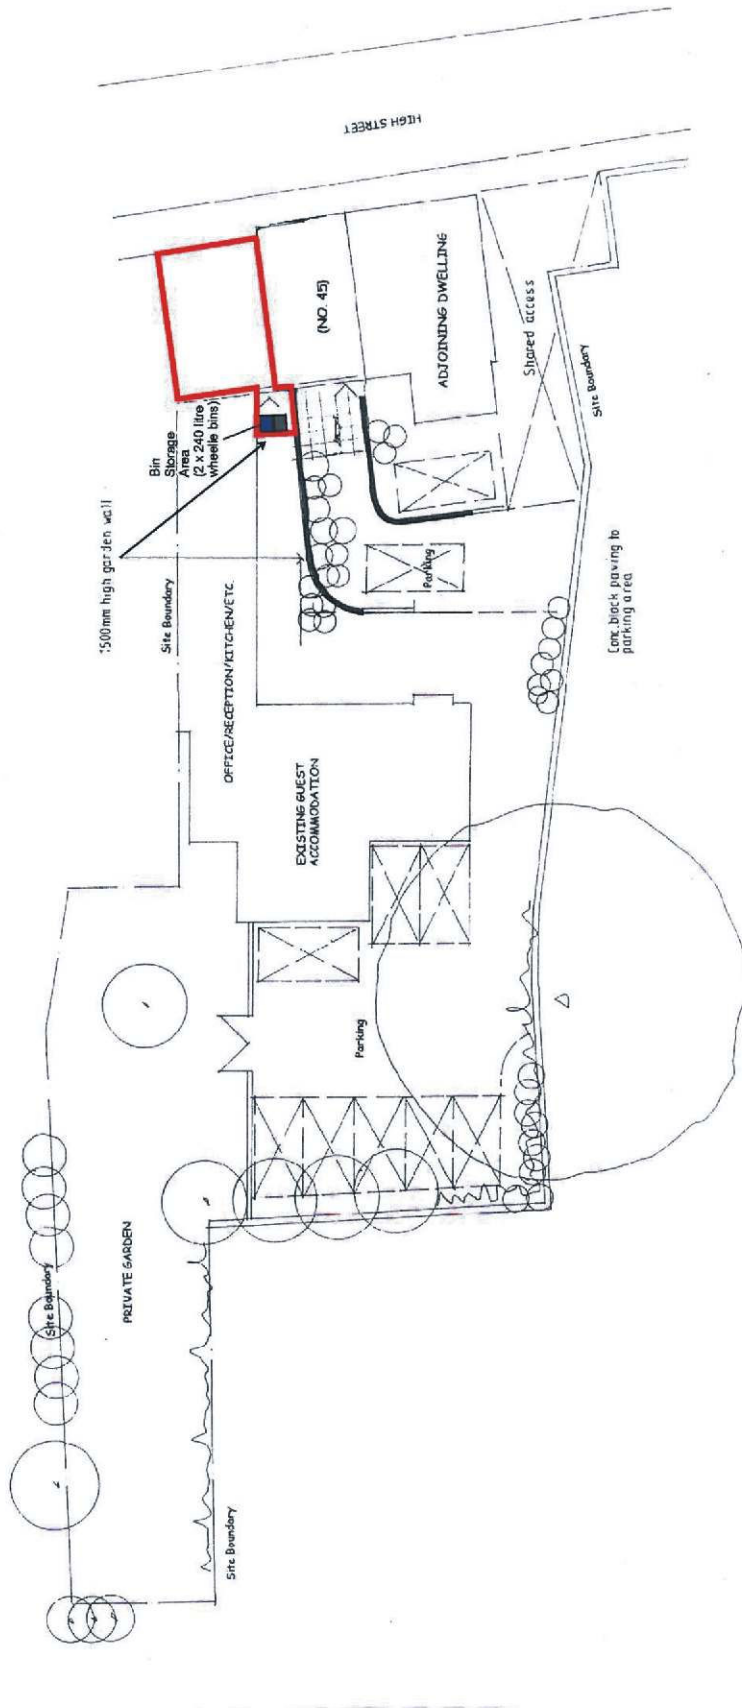 HIGH STREET
(NO. 45)
ADJOINING DWELLING
Shared access
Site Boundary
Bin
Storage
Area
(2 x 240 litre
wheelie bins)
1500mm high garden wall
Site Boundary
OFFICE/RECEPTION/KITCHEN/ETC.
Parking
Conc.block paving to
parking area
EXISTING GUEST
ACCOMMODATION
Parking
PRIVATE GARDEN
Site Boundary
Site Boundary